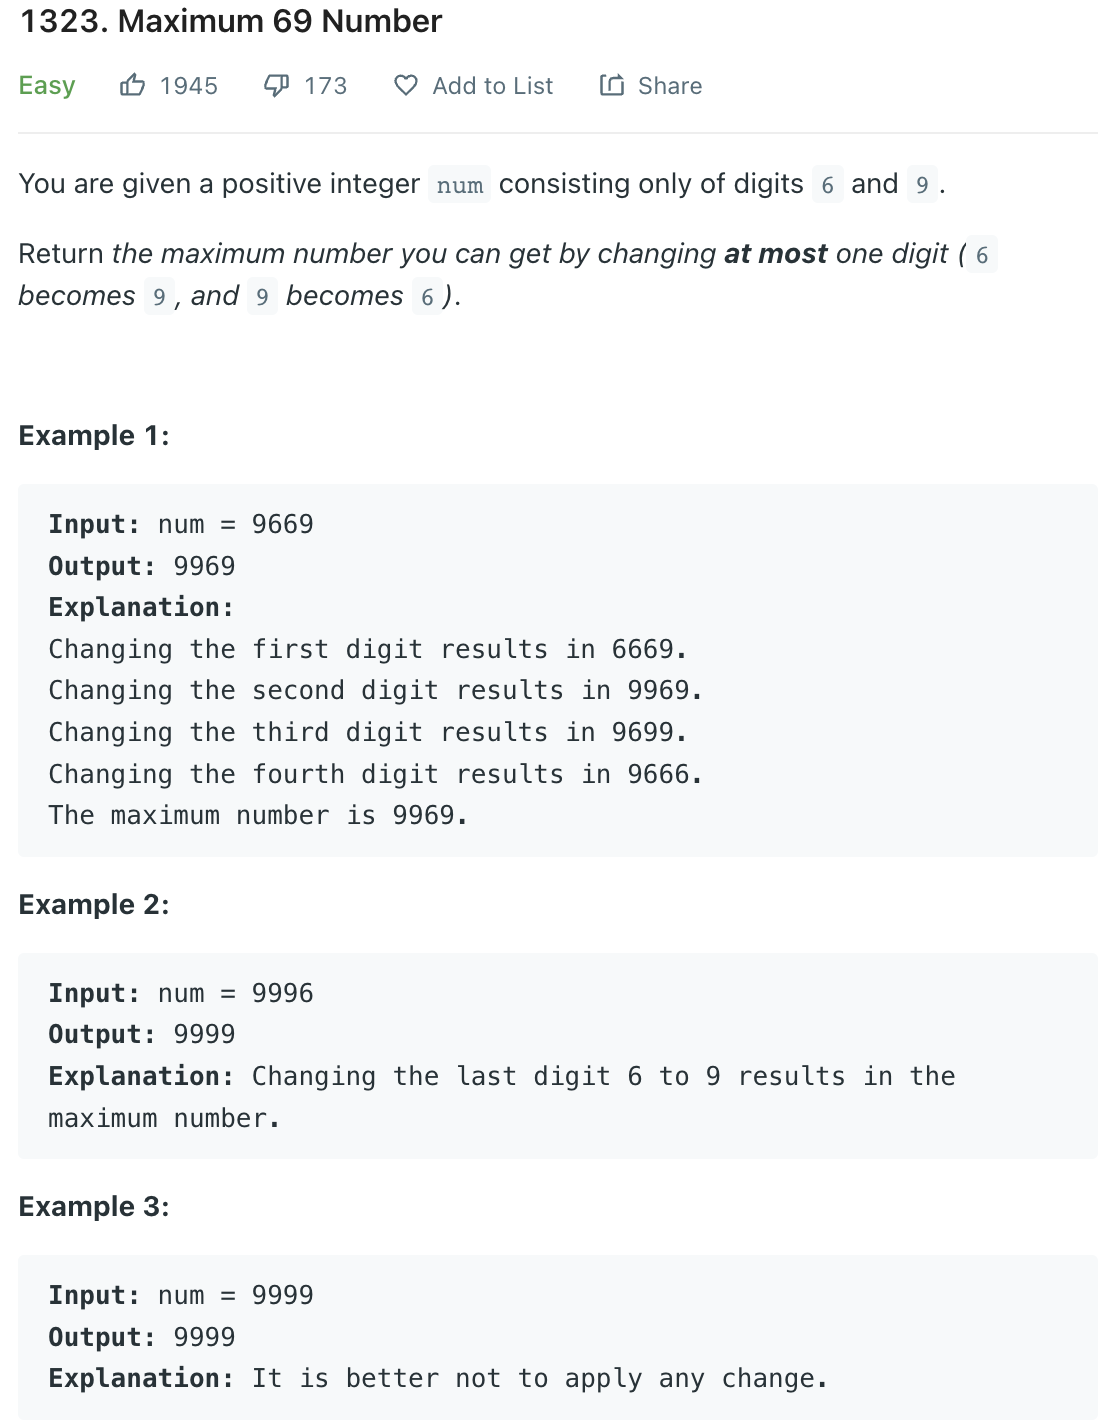 1323. Maximum 69 Number
Easy 1945 173 Add to List Share
You are given a positive integer num consisting only of digits 6 and 9.
Return the maximum number you can get by changing at most one digit (6
becomes 9, and 9 becomes 6).
Example 1:
Input: num = 9669
Output: 9969
Explanation:
Changing the first digit results in 6669.
Changing the second digit results in 9969.
Changing the third digit results in 9699.
Changing the fourth digit results in 9666.
The maximum number is 9969.
Example 2:
Input: num = 9996
Output: 9999
Explanation: Changing the last digit 6 to 9 results in the
maximum number.
Example 3:
Input: num = 9999
Output: 9999
Explanation: It is better not to apply any change.